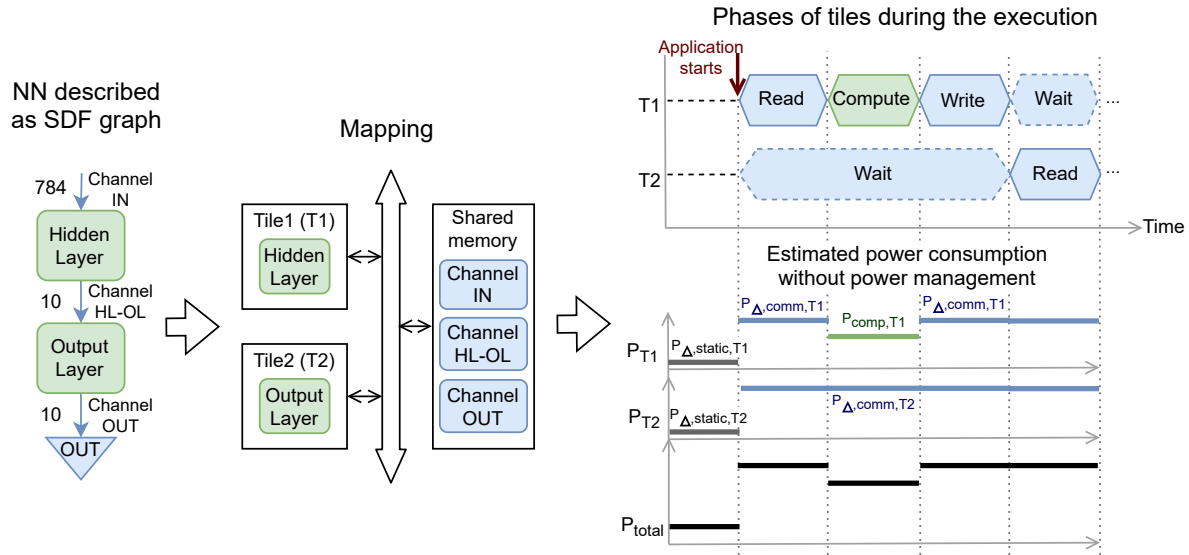 NN described
as SDF graph
784
Channel
IN
Hidden
Layer
10
Channel
HL-OL
Output
Layer
10
Channel
OUT
OUT
Mapping
Tile1 (T1)
Hidden
Layer
Tile2 (T2)
Output
Layer
Shared
memory
Channel
IN
Channel
HL-OL
Channel
OUT
Phases of tiles during the execution
Application
starts
T1
Read
Compute
Write
Wait
...
T2
Wait
Read
...
Time
Estimated power consumption
without power management
PΔ,comm,T1
Pcomp,T1
PΔ,comm,T1
PT1
PΔ,static,T1
PΔ,comm,T2
PT2
PΔ,static,T2
Ptotal